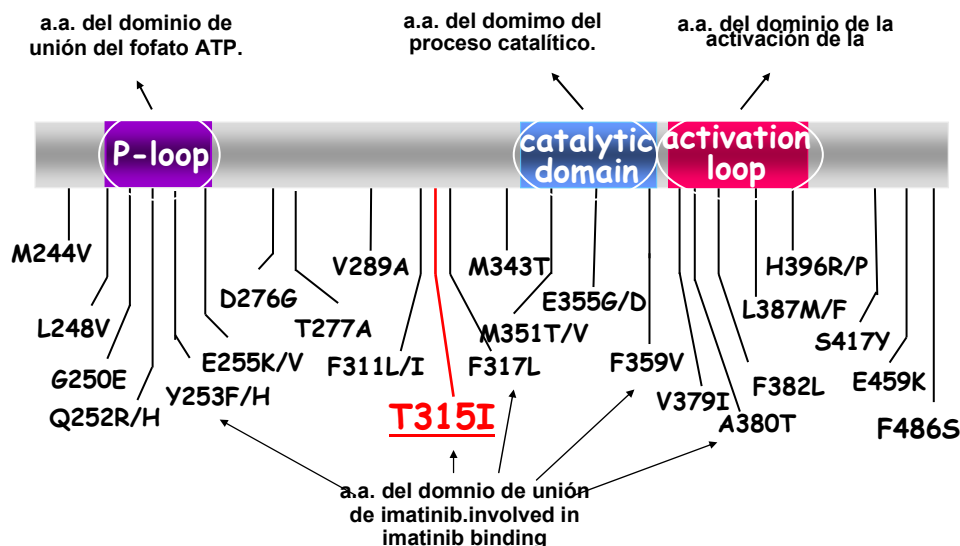 a.a. del dominio de
unión del fofato ATP.
a.a. del domimo del
proceso catalítico.
a.a. del dominio de la
activación de la
P-loop
catalytic
domain
activation
loop
M244V
L248V
G250E
Q252R/H
Y253F/H
E255K/V
D276G
T277A
V289A
F311L/I
T315I
F317L
M343T
M351T/V
E355G/D
F359V
V379I
A380T
F382L
L387M/F
H396R/P
S417Y
E459K
F486S
a.a. del domnio de unión
de imatinib.involved in
imatinib binding